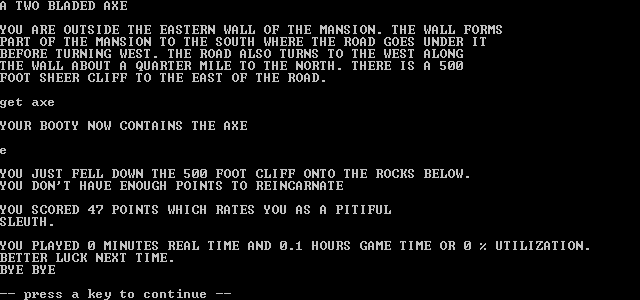 A TWO BLADED AXE
YOU ARE OUTSIDE THE EASTERN WALL OF THE MANSION. THE WALL FORMS
PART OF THE MANSION TO THE SOUTH WHERE THE ROAD GOES UNDER IT
BEFORE TURNING WEST. THE ROAD ALSO TURNS TO THE WEST ALONG
THE WALL ABOUT A QUARTER MILE TO THE NORTH. THERE IS A 500
FOOT SHEER CLIFF TO THE EAST OF THE ROAD.
get axe
YOUR BOOTY NOW CONTAINS THE AXE
e
YOU JUST FELL DOWN THE 500 FOOT CLIFF ONTO THE ROCKS BELOW.
YOU DON'T HAVE ENOUGH POINTS TO REINCARNATE
YOU SCORED 47 POINTS WHICH RATES YOU AS A PITIFUL
SLEUTH.
YOU PLAYED 0 MINUTES REAL TIME AND 0.1 HOURS GAME TIME OR 0 % UTILIZATION.
BETTER LUCK NEXT TIME.
BYE BYE
-- press a key to continue --